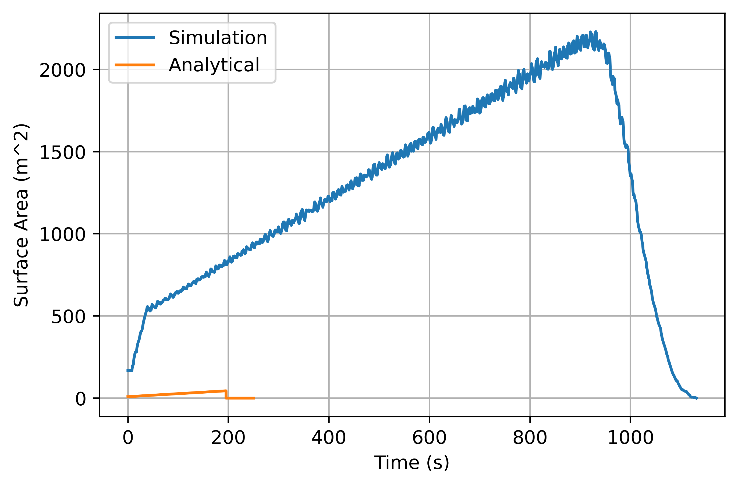 Simulation
Analytical
Surface Area (m^2)
2000
1500
1000
500
0
0 200 400 600 800 1000
Time (s)